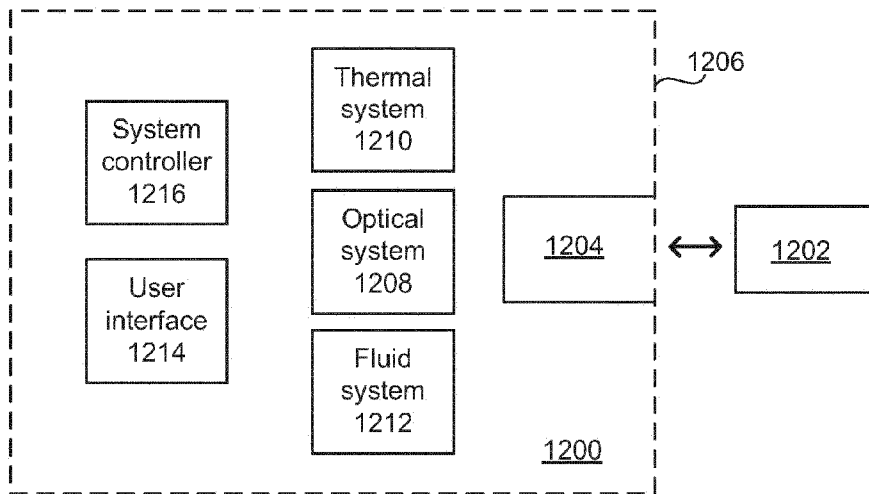 System
controller
1216
User
interface
1214
Thermal
system
1210
Optical
system
1208
Fluid
system
1212
1204
1200
1206
1202